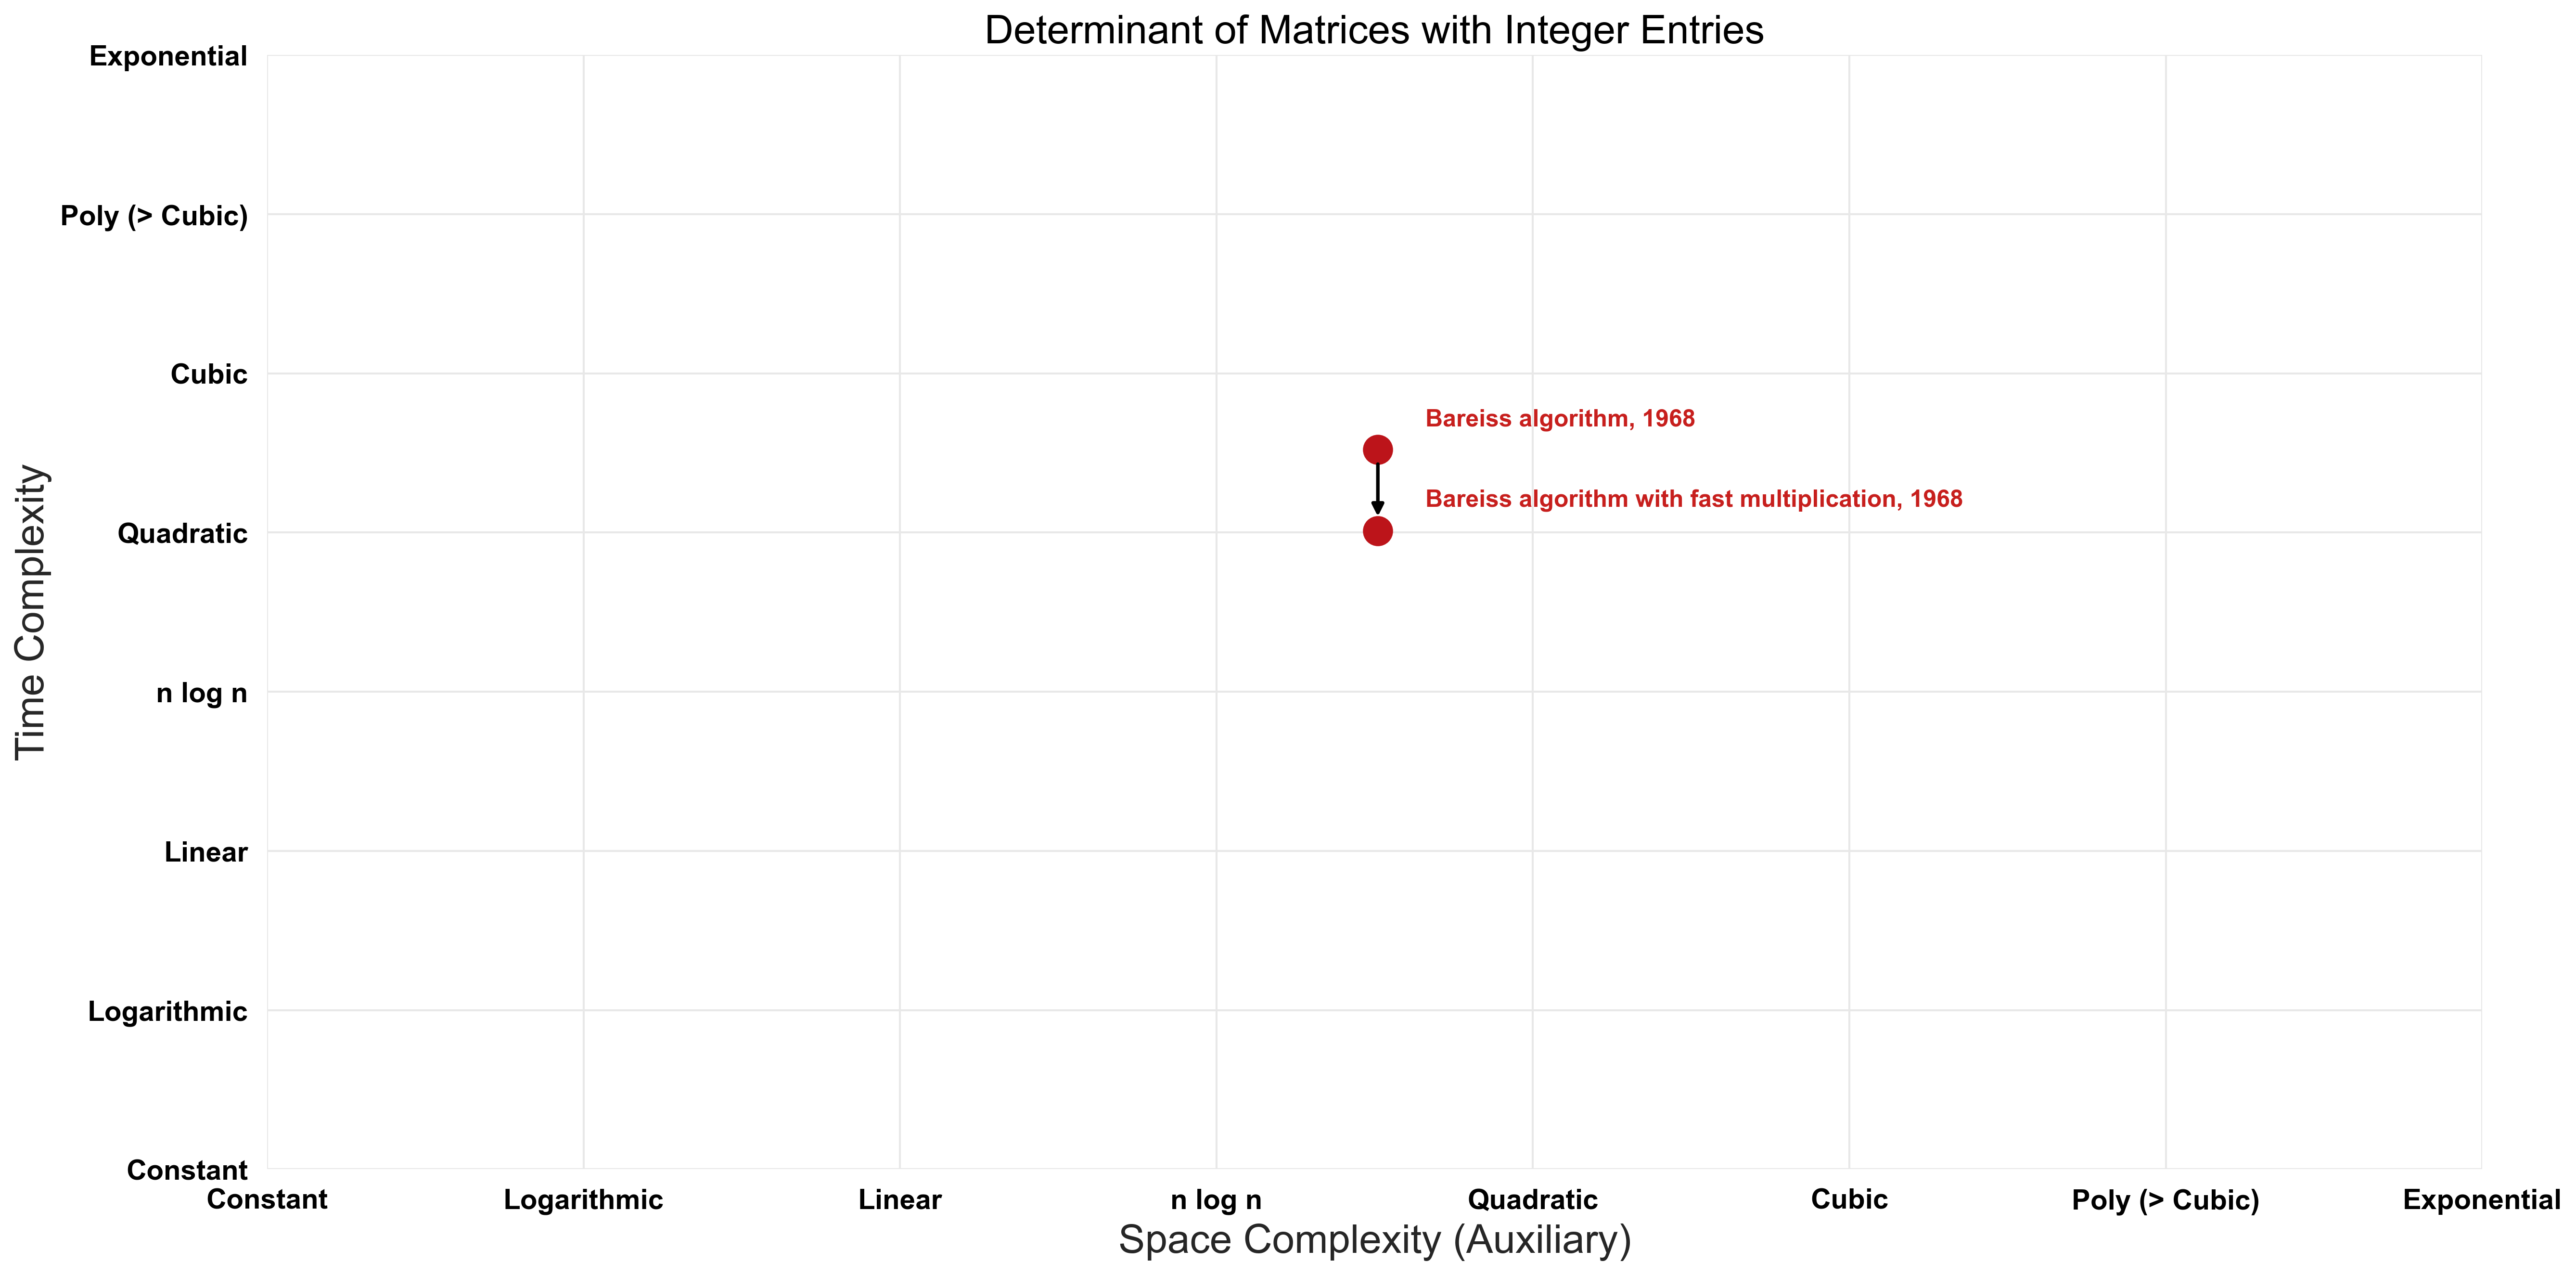 Determinant of Matrices with Integer Entries
Exponential
Poly (> Cubic)
Cubic
Quadratic
n log n
Linear
Logarithmic
Constant
Time Complexity
Bareiss algorithm, 1968
Bareiss algorithm with fast multiplication, 1968
Constant
Logarithmic
Linear
n log n
Quadratic
Cubic
Poly (> Cubic)
Exponential
Space Complexity (Auxiliary)